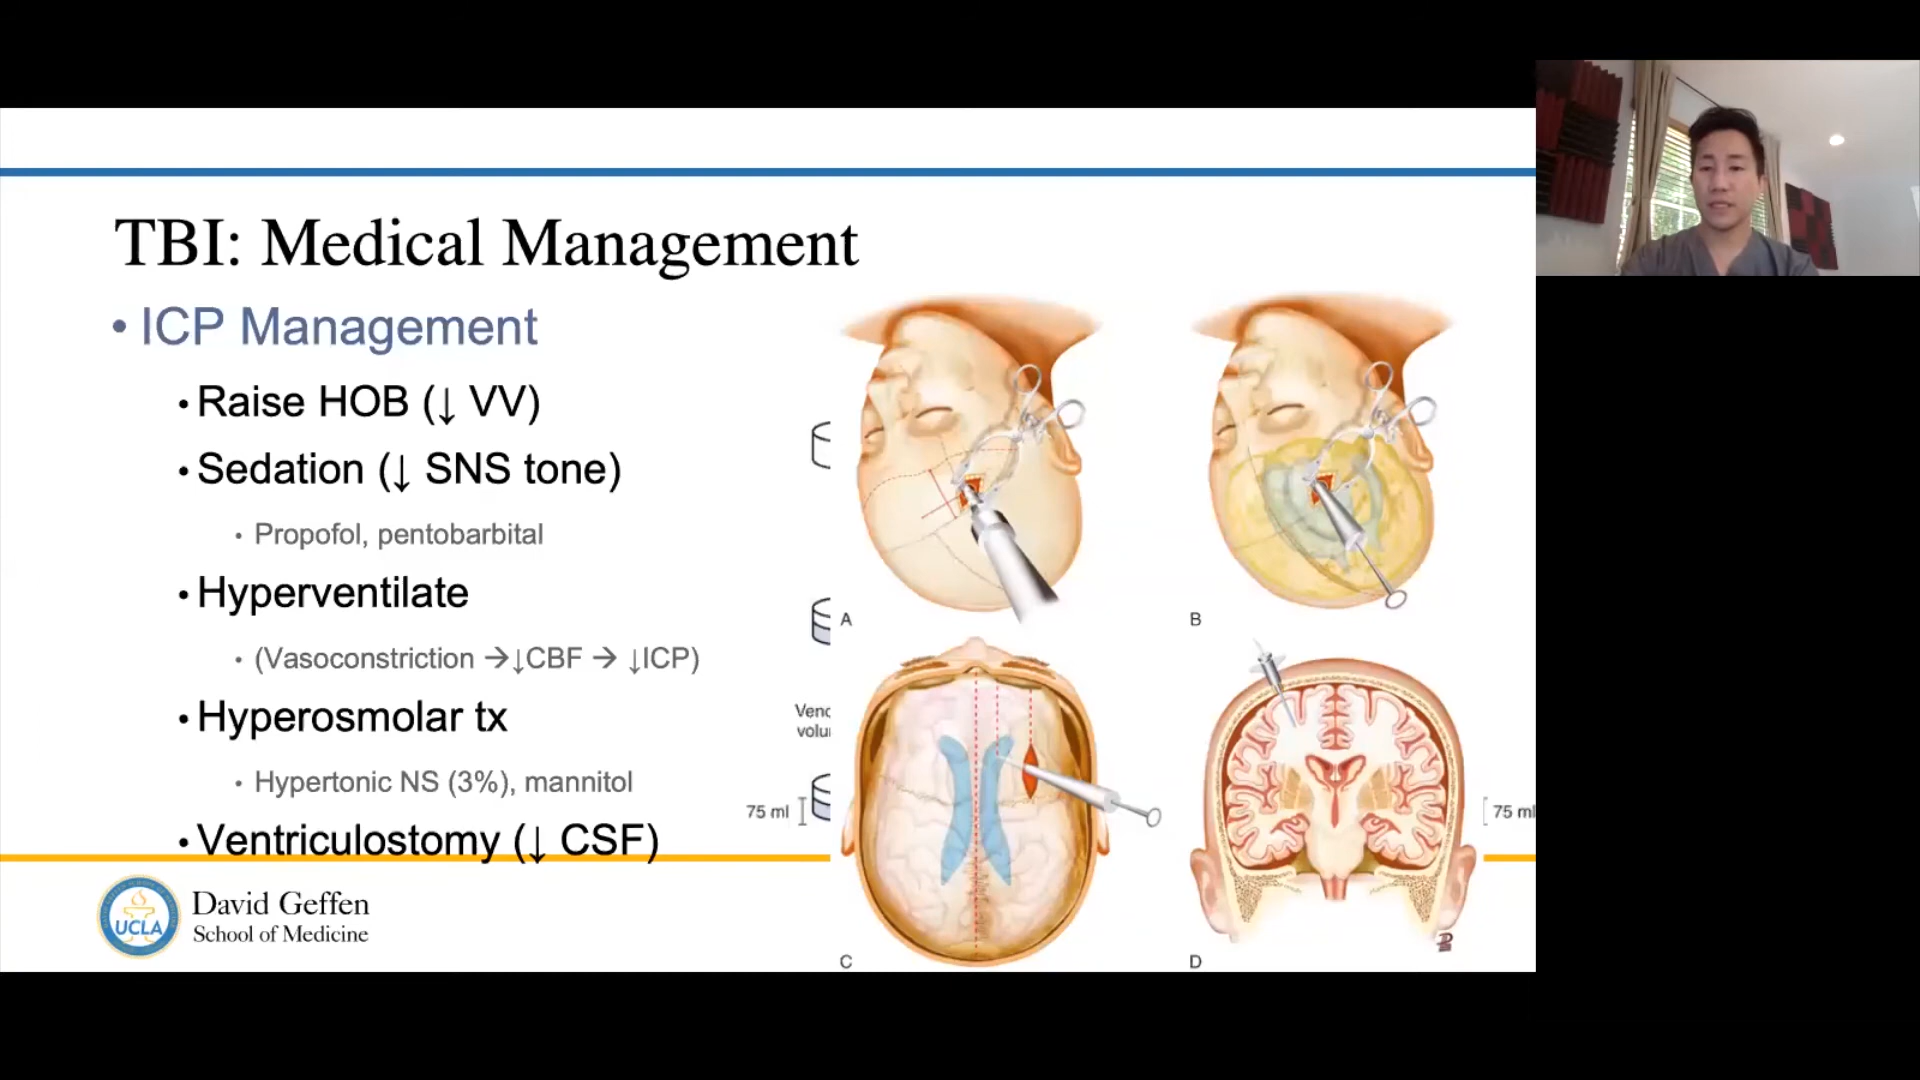 TBI: Medical Management
• ICP Management
• Raise HOB (↓ VV)
• Sedation (↓ SNS tone)
• Propofol, pentobarbital
• Hyperventilate
• (Vasoconstriction →↓CBF → ↓ICP)
• Hyperosmolar tx
• Hypertonic NS (3%), mannitol
• Ventriculostomy (↓ CSF)
A
B
75 ml
75 ml
C
D
UCLA
David Geffen
School of Medicine